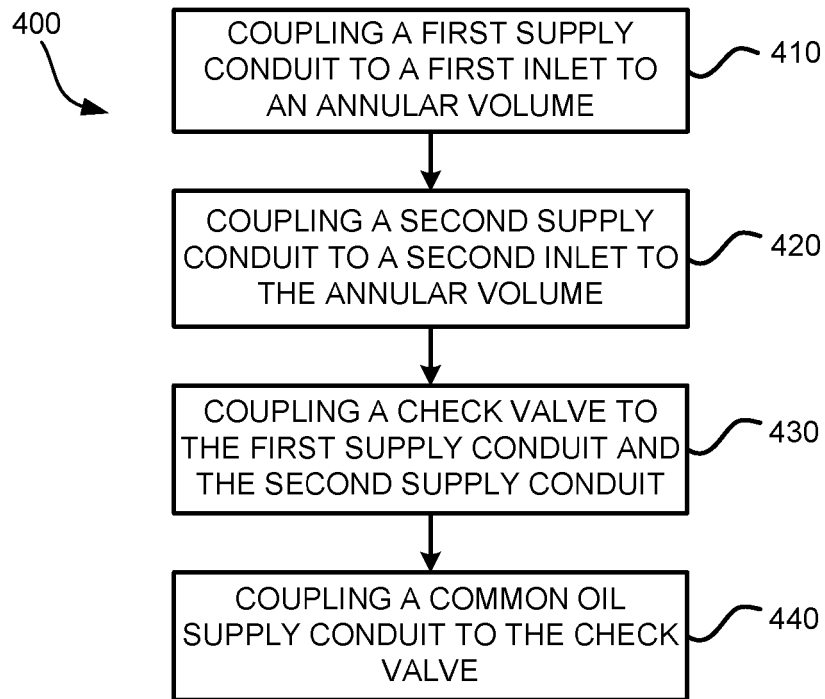 400
COUPLING A FIRST SUPPLY
CONDUIT TO A FIRST INLET TO
AN ANNULAR VOLUME
410
COUPLING A SECOND SUPPLY
CONDUIT TO A SECOND INLET TO
THE ANNULAR VOLUME
420
COUPLING A CHECK VALVE TO
THE FIRST SUPPLY CONDUIT AND
THE SECOND SUPPLY CONDUIT
430
COUPLING A COMMON OIL
SUPPLY CONDUIT TO THE CHECK
VALVE
440